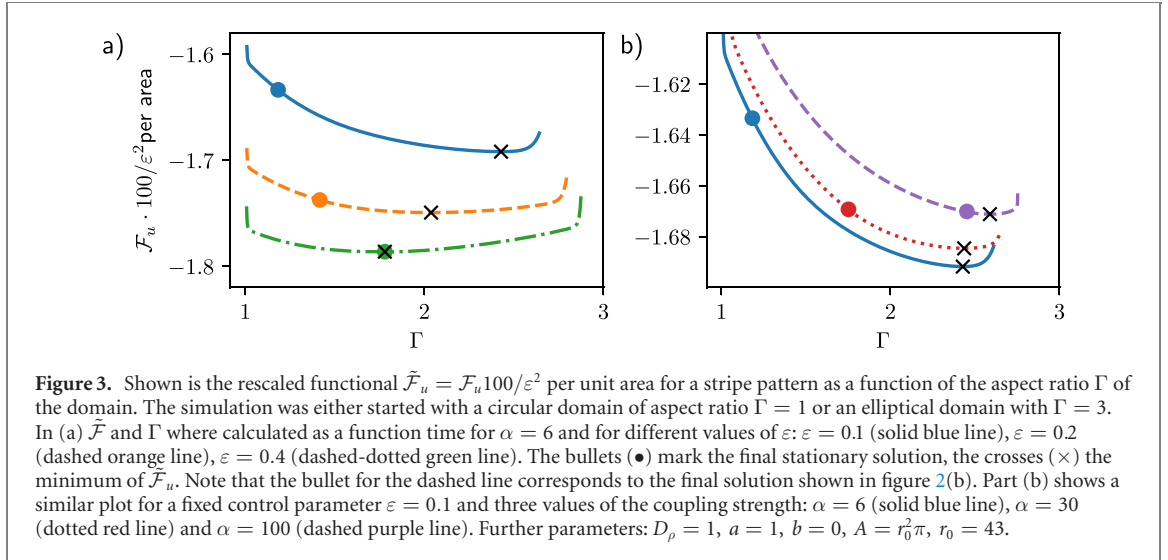 a)
b)
−1.6
−1.7
−1.8
ℱᵤ · 100/ε² per area
1
2
3
Γ
−1.62
−1.64
−1.66
−1.68
1
2
3
Γ
Figure 3. Shown is the rescaled functional ℱ̃ᵤ = ℱᵤ100/ε² per unit area for a stripe pattern as a function of the aspect ratio Γ of
the domain. The simulation was either started with a circular domain of aspect ratio Γ = 1 or an elliptical domain with Γ = 3.
In (a) ℱ̃ and Γ where calculated as a function time for α = 6 and for different values of ε: ε = 0.1 (solid blue line), ε = 0.2
(dashed orange line), ε = 0.4 (dashed-dotted green line). The bullets (•) mark the final stationary solution, the crosses (×) the
minimum of ℱ̃ᵤ. Note that the bullet for the dashed line corresponds to the final solution shown in figure 2(b). Part (b) shows a
similar plot for a fixed control parameter ε = 0.1 and three values of the coupling strength: α = 6 (solid blue line), α = 30
(dotted red line) and α = 100 (dashed purple line). Further parameters: Dᵨ = 1, a = 1, b = 0, A = r₀²π, r₀ = 43.